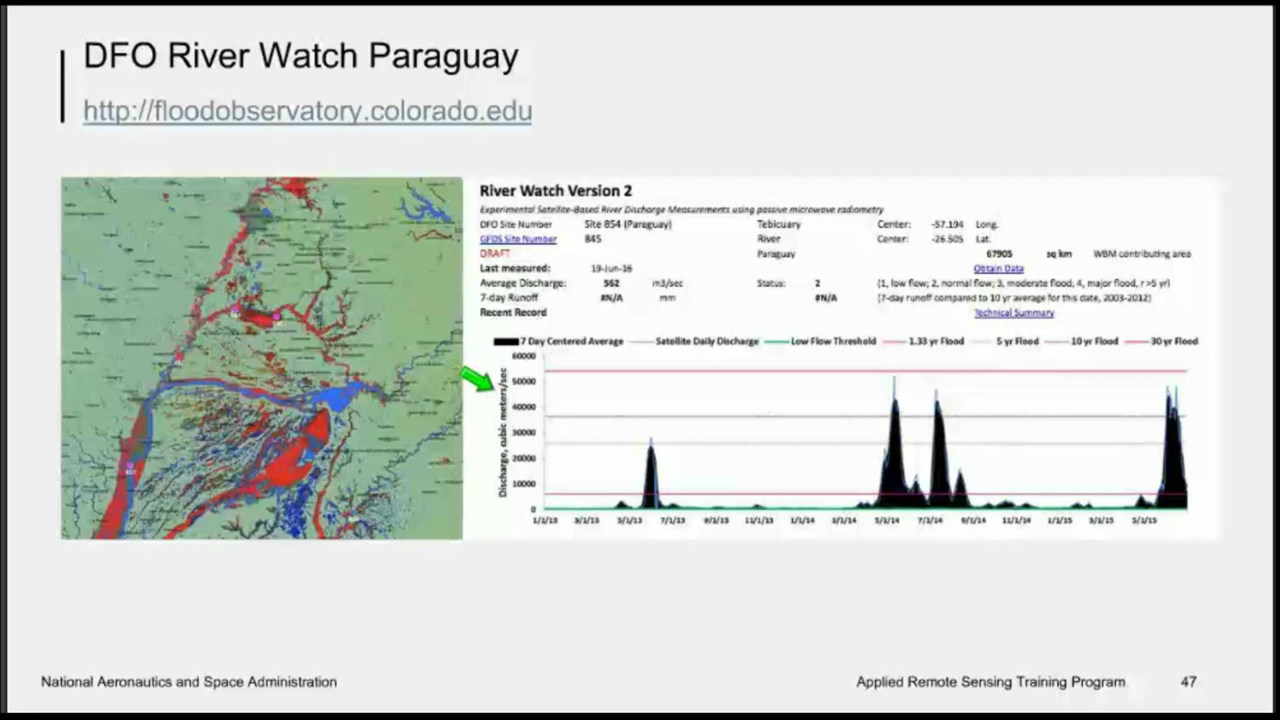 DFO River Watch Paraguay
http://floodobservatory.colorado.edu
River Watch Version 2
Experimental Satellite-Based River Discharge Measurements using passive microwave radiometry
DFO Site Number Site 854 (Paraguay) Tebicuary Center: -57.194 Long.
GFDS Site Number 845 River Center: -26.505 Lat.
DRAFT Paraguay 67905 sq km WBM contributing area
Last measured: 19-Jun-16 Obtain Data
Average Discharge: 562 m3/sec Status: 2 (1, low flow; 2, normal flow; 3, moderate flood; 4, major flood, r >5 yr)
7-day Runoff #N/A mm #N/A (7-day runoff compared to 10 yr average for this date, 2003-2012)
Recent Record Technical Summary
7 Day Centered Average Satellite Daily Discharge Low Flow Threshold 1.33 yr Flood 5 yr Flood 10 yr Flood 30 yr Flood
Discharge, cubic meters/sec
60000
50000
40000
30000
20000
10000
0
1/1/13 3/1/13 5/1/13 7/1/13 9/1/13 11/1/13 1/1/14 3/1/14 5/1/14 7/1/14 9/1/14 11/1/14 1/1/15 3/1/15 5/1/15
National Aeronautics and Space Administration
Applied Remote Sensing Training Program 47